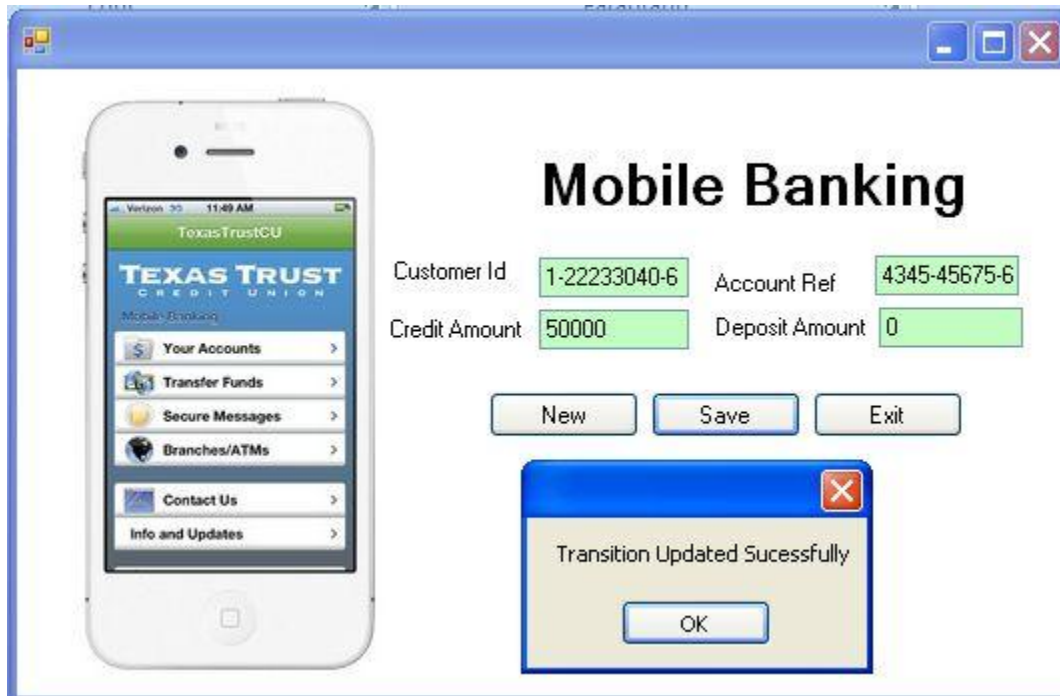 Verizon 3G 11:49 AM
TexasTrustCU
TEXAS TRUST
CREDIT UNION
Mobile Banking
Your Accounts
Transfer Funds
Secure Messages
Branches/ATMs
Contact Us
Info and Updates
Mobile Banking
Customer Id 1-22233040-6 Account Ref 4345-45675-6
Credit Amount 50000 Deposit Amount 0
New Save Exit
Transition Updated Sucessfully
OK